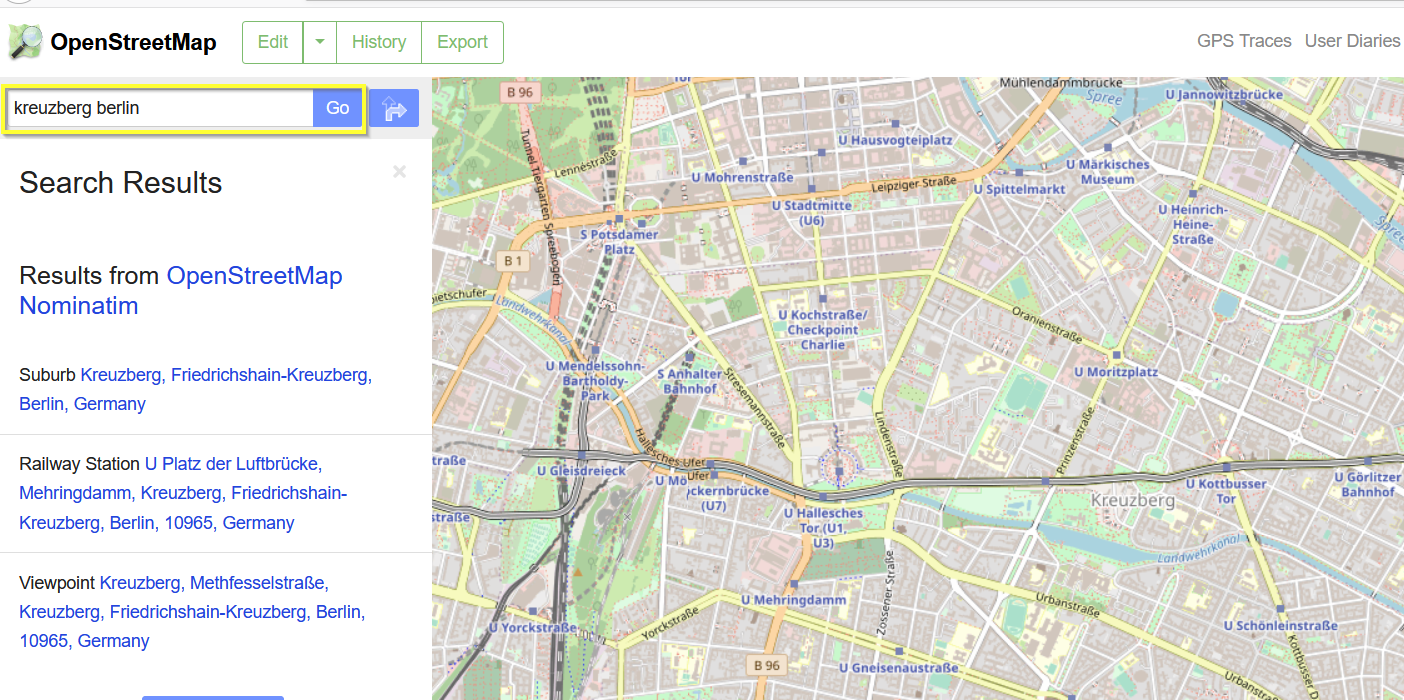 OpenStreetMap
Edit
History
Export
GPS Traces
User Diaries
kreuzberg berlin
Go
Search Results
Results from OpenStreetMap
Nominatim
Suburb Kreuzberg, Friedrichshain-Kreuzberg,
Berlin, Germany
Railway Station U Platz der Luftbrücke,
Mehringdamm, Kreuzberg, Friedrichshain-
Kreuzberg, Berlin, 10965, Germany
Viewpoint Kreuzberg, Methfesselstraße,
Kreuzberg, Friedrichshain-Kreuzberg, Berlin,
10965, Germany
Tor
Mühlendammbrücke
B 96
Spree
U Jannowitzbrücke
Tunnel Tiergarten Spreebogen
Lennéstraße
U Hausvogteiplatz
U Märkisches
Museum
U Mohrenstraße
Leipziger Straße
U Spittelmarkt
U Stadtmitte
(U6)
U Heinrich-
Heine-
Straße
Spree
S Potsdamer
Platz
B 1
pietschufer
Landwehrkanal
U Kochstraße/
Checkpoint
Charlie
Oranienstraße
U Mendelssohn-
Bartholdy-
Park
S Anhalter
Bahnhof
Stresemannstraße
U Moritzplatz
Lindenstraße
Prinzenstraße
Hallesches Ufer
Ufer
traße
U Gleisdreieck
U Mö
ckernbrücke
(U7)
U Kottbusser
Tor
U Görlitzer
Bahnhof
Kreuzberg
straße
U Hallesches
Tor (U1,
U3)
Landwehrkanal
Zossener Straße
U Mehringdamm
Urbanstraße
U Yorckstraße
Yorckstraße
U Schönleinstraße
Kottbusser D
B 96
U Gneisenaustraße